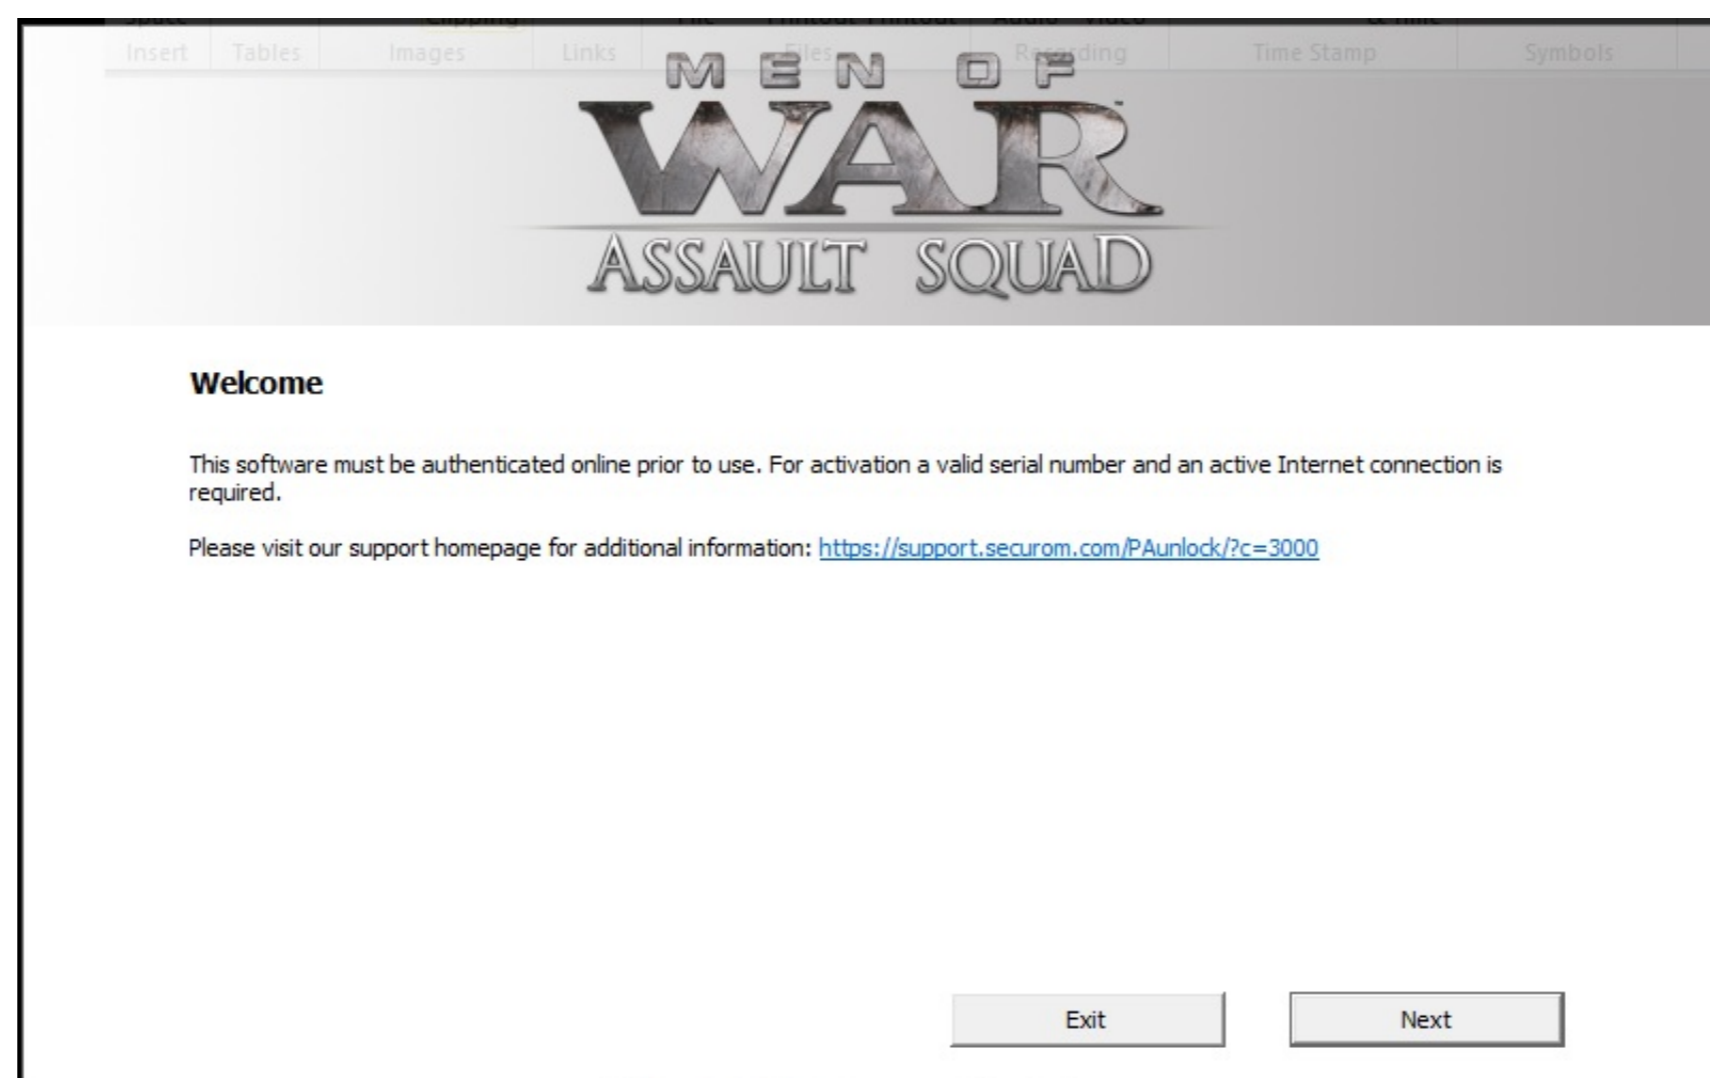 Clipping
Insert Tables Images Links Files Recording Time Stamp Symbols
MEN OF
WAR™
ASSAULT SQUAD
Welcome
This software must be authenticated online prior to use. For activation a valid serial number and an active Internet connection is
required.
Please visit our support homepage for additional information: https://support.securom.com/PAunlock/?c=3000
Exit Next